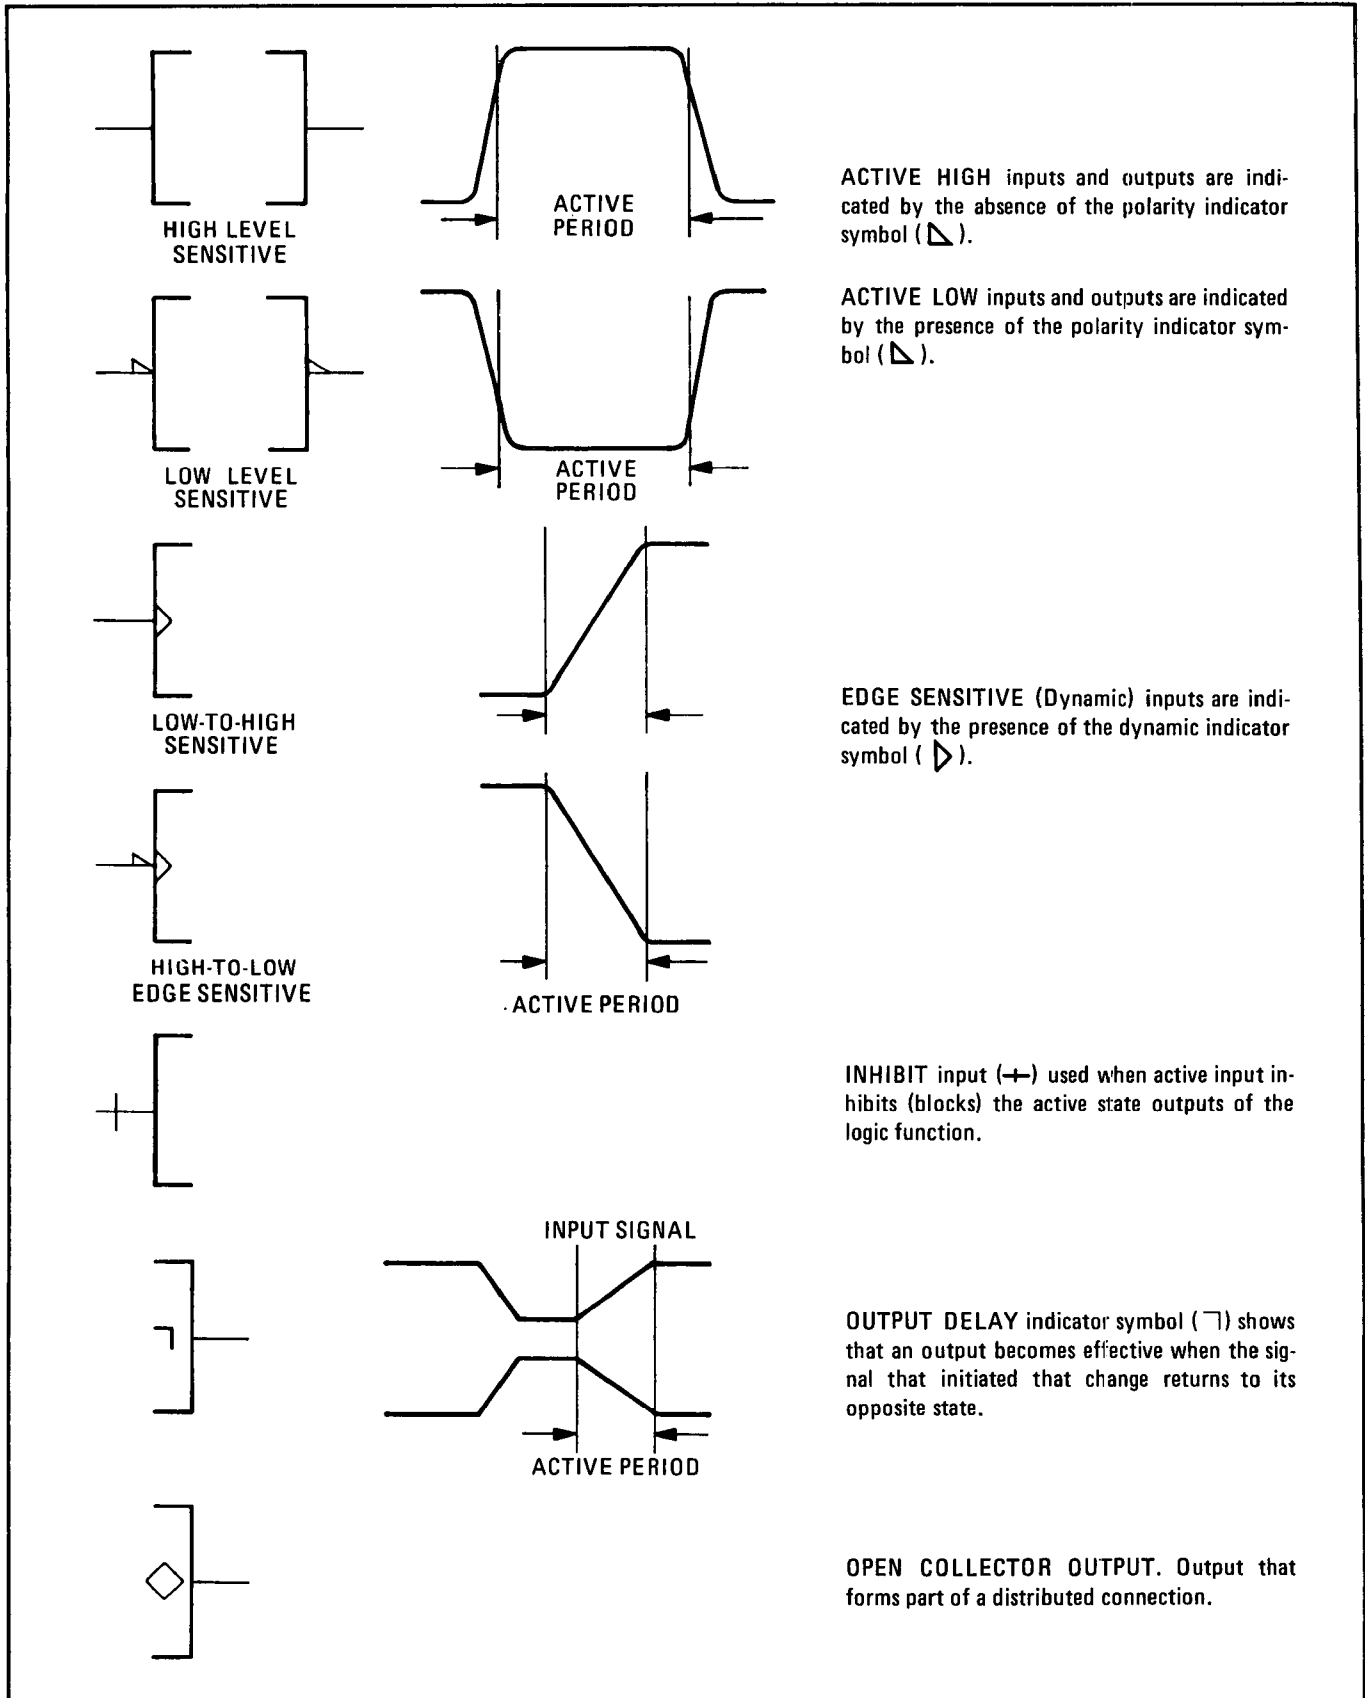 HIGH LEVEL
SENSITIVE
ACTIVE
PERIOD
ACTIVE HIGH inputs and outputs are indi-
cated by the absence of the polarity indicator
symbol ( ◺ ).
LOW LEVEL
SENSITIVE
ACTIVE
PERIOD
ACTIVE LOW inputs and outputs are indicated
by the presence of the polarity indicator sym-
bol ( ◺ ).
LOW-TO-HIGH
SENSITIVE
EDGE SENSITIVE (Dynamic) inputs are indi-
cated by the presence of the dynamic indicator
symbol ( ▷ ).
HIGH-TO-LOW
EDGE SENSITIVE
ACTIVE PERIOD
INHIBIT input (-+-) used when active input in-
hibits (blocks) the active state outputs of the
logic function.
INPUT SIGNAL
ACTIVE PERIOD
OUTPUT DELAY indicator symbol ( ㄱ) shows
that an output becomes effective when the sig-
nal that initiated that change returns to its
opposite state.
OPEN COLLECTOR OUTPUT. Output that
forms part of a distributed connection.